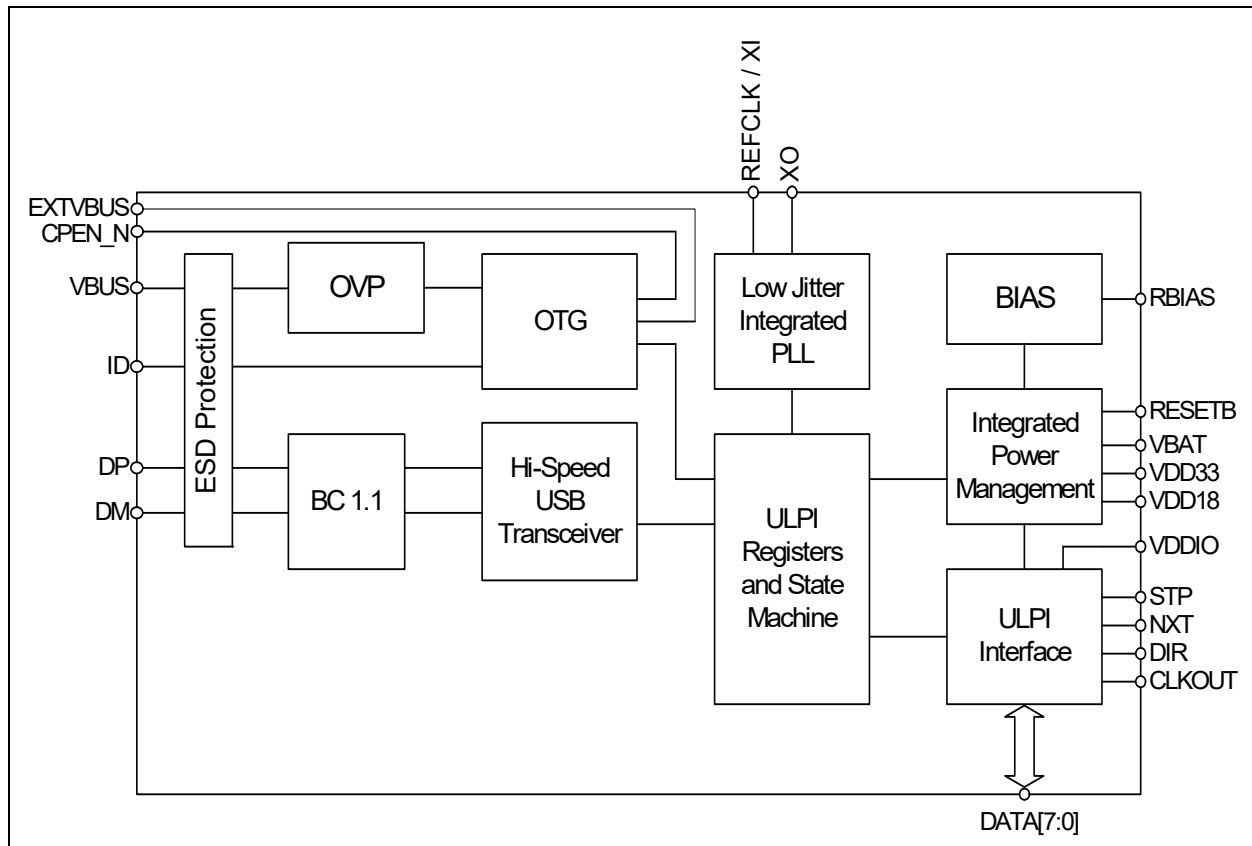 REFCLK / XI
XO
EXTVBUS
CPEN_N
VBUS
ID
DP
DM
ESD Protection
OVP
OTG
BC 1.1
Hi-Speed
USB
Transceiver
Low Jitter
Integrated
PLL
ULPI
Registers
and State
Machine
BIAS
Integrated
Power
Management
ULPI
Interface
RBIAS
RESETB
VBAT
VDD33
VDD18
VDDIO
STP
NXT
DIR
CLKOUT
DATA[7:0]